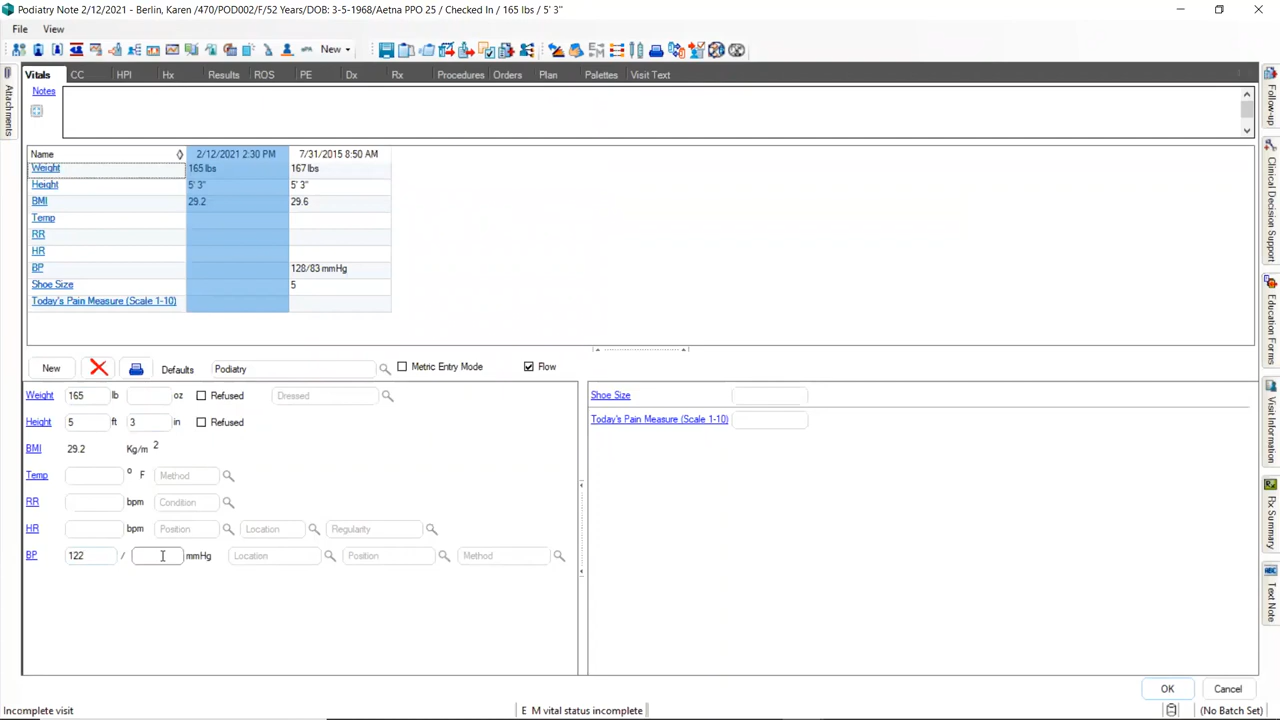 Podiatry Note 2/12/2021 - Berlin, Karen /470/POD002/F/52 Years/DOB: 3-5-1968/Aetna PPO 25 / Checked In / 165 lbs / 5' 3"
File View
New
Vitals CC HPI Hx Results ROS PE Dx Rx Procedures Orders Plan Palettes Visit Text
Attachments
Notes
Name 2/12/2021 2:30 PM 7/31/2015 8:50 AM
Weight 165 lbs 167 lbs
Height 5' 3" 5' 3"
BMI 29.2 29.6
Temp
RR
HR
BP 128/83 mmHg
Shoe Size 5
Today's Pain Measure (Scale 1-10)
New Defaults Podiatry Metric Entry Mode Flow
Weight 165 lb oz Refused Dressed
Height 5 ft 3 in Refused
BMI 29.2 Kg/m 2
Temp ° F Method
RR bpm Condition
HR bpm Position Location Regularity
BP 122 / mmHg Location Position Method
Shoe Size
Today's Pain Measure (Scale 1-10)
Follow-up
Clinical Decision Support
Education Forms
Visit Information
Rx
Rx Summary
ABC
Text Note
OK Cancel
Incomplete visit E M vital status incomplete (No Batch Set)